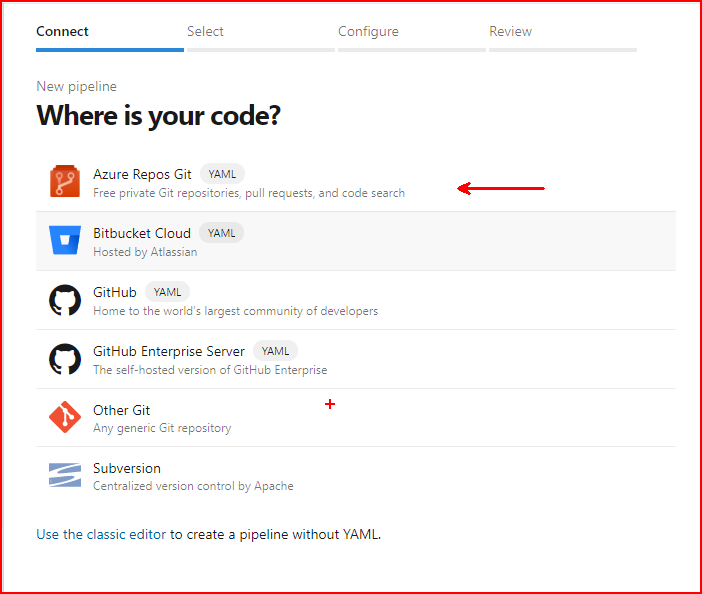 Connect Select Configure Review
New pipeline
Where is your code?
Azure Repos Git YAML
Free private Git repositories, pull requests, and code search
Bitbucket Cloud YAML
Hosted by Atlassian
GitHub YAML
Home to the world's largest community of developers
GitHub Enterprise Server YAML
The self-hosted version of GitHub Enterprise
Other Git
Any generic Git repository
Subversion
Centralized version control by Apache
Use the classic editor to create a pipeline without YAML.